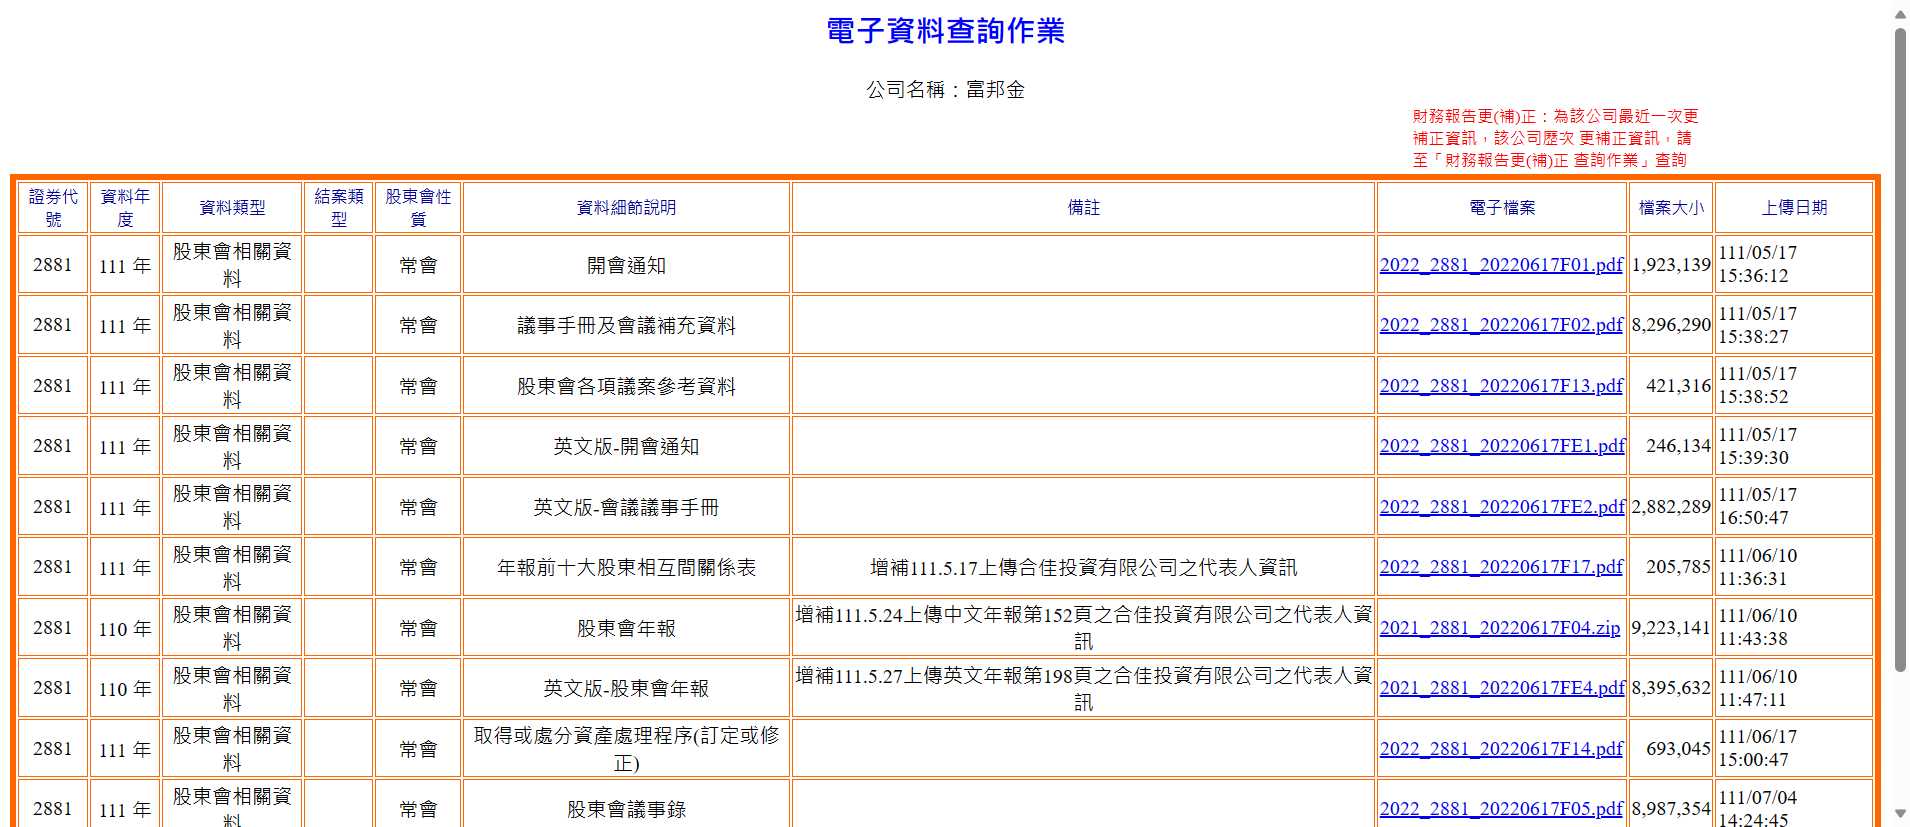 電子資料查詢作業
公司名稱：富邦金
財務報告更(補)正：為該公司最近一次更
補正資訊，該公司歷次 更補正資訊，請
至「財務報告更(補)正 查詢作業」查詢
證券代號 資料年度 資料類型 結案類型 股東會性質 資料細節說明 備註 電子檔案 檔案大小 上傳日期
2881 111 年 股東會相關資料 常會 開會通知 2022_2881_20220617F01.pdf 1,923,139 111/05/17 15:36:12
2881 111 年 股東會相關資料 常會 議事手冊及會議補充資料 2022_2881_20220617F02.pdf 8,296,290 111/05/17 15:38:27
2881 111 年 股東會相關資料 常會 股東會各項議案參考資料 2022_2881_20220617F13.pdf 421,316 111/05/17 15:38:52
2881 111 年 股東會相關資料 常會 英文版-開會通知 2022_2881_20220617FE1.pdf 246,134 111/05/17 15:39:30
2881 111 年 股東會相關資料 常會 英文版-會議議事手冊 2022_2881_20220617FE2.pdf 2,882,289 111/05/17 16:50:47
2881 111 年 股東會相關資料 常會 年報前十大股東相互間關係表 增補111.5.17上傳合佳投資有限公司之代表人資訊 2022_2881_20220617F17.pdf 205,785 111/06/10 11:36:31
2881 110 年 股東會相關資料 常會 股東會年報 增補111.5.24上傳中文年報第152頁之合佳投資有限公司之代表人資訊 2021_2881_20220617F04.zip 9,223,141 111/06/10 11:43:38
2881 110 年 股東會相關資料 常會 英文版-股東會年報 增補111.5.27上傳英文年報第198頁之合佳投資有限公司之代表人資訊 2021_2881_20220617FE4.pdf 8,395,632 111/06/10 11:47:11
2881 111 年 股東會相關資料 常會 取得或處分資產處理程序(訂定或修正) 2022_2881_20220617F14.pdf 693,045 111/06/17 15:00:47
2881 111 年 股東會相關資料 常會 股東會議事錄 2022_2881_20220617F05.pdf 8,987,354 111/07/04 14:24:45